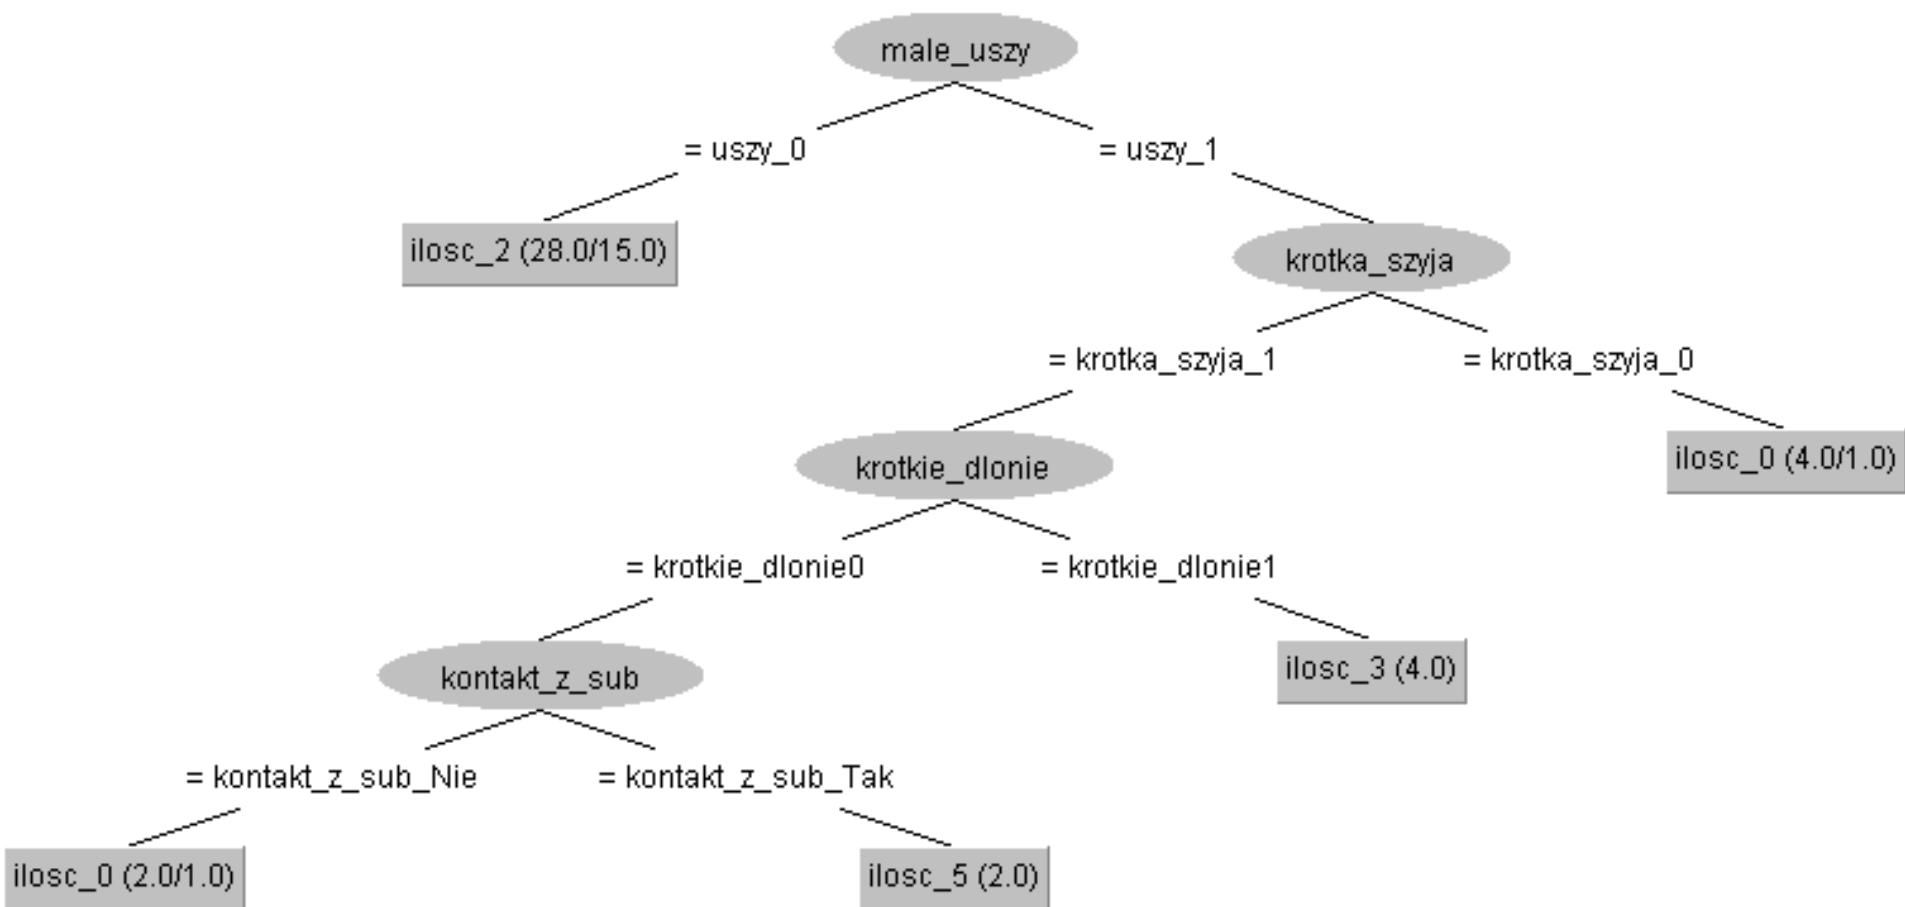 male_uszy
= uszy_0
= uszy_1
ilosc_2 (28.0/15.0)
krotka_szyja
= krotka_szyja_1
= krotka_szyja_0
krotkie_dlonie
ilosc_0 (4.0/1.0)
= krotkie_dlonie0
= krotkie_dlonie1
kontakt_z_sub
ilosc_3 (4.0)
= kontakt_z_sub_Nie
= kontakt_z_sub_Tak
ilosc_0 (2.0/1.0)
ilosc_5 (2.0)